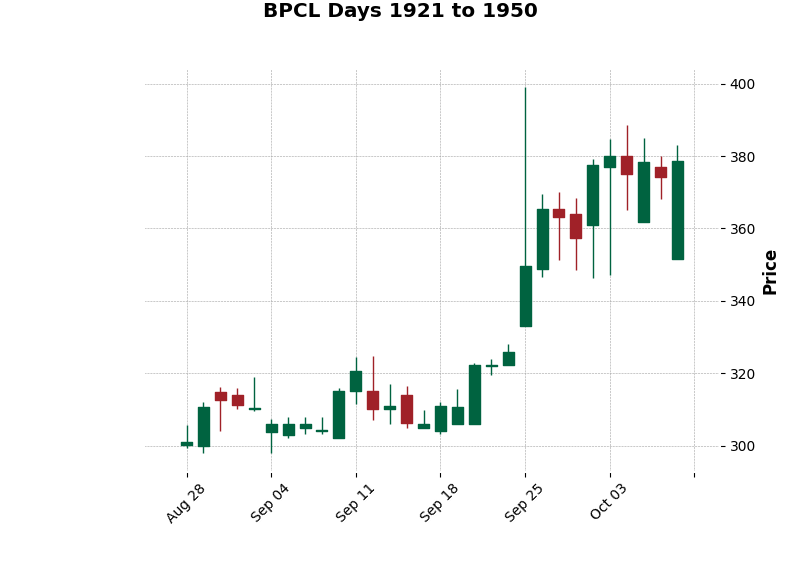 BPCL Days 1921 to 1950
400
380
360
340
320
300
Price
Aug 28
Sep 04
Sep 11
Sep 18
Sep 25
Oct 03